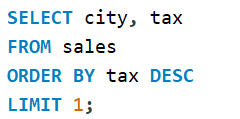 SELECT city, tax
FROM sales
ORDER BY tax DESC
LIMIT 1;